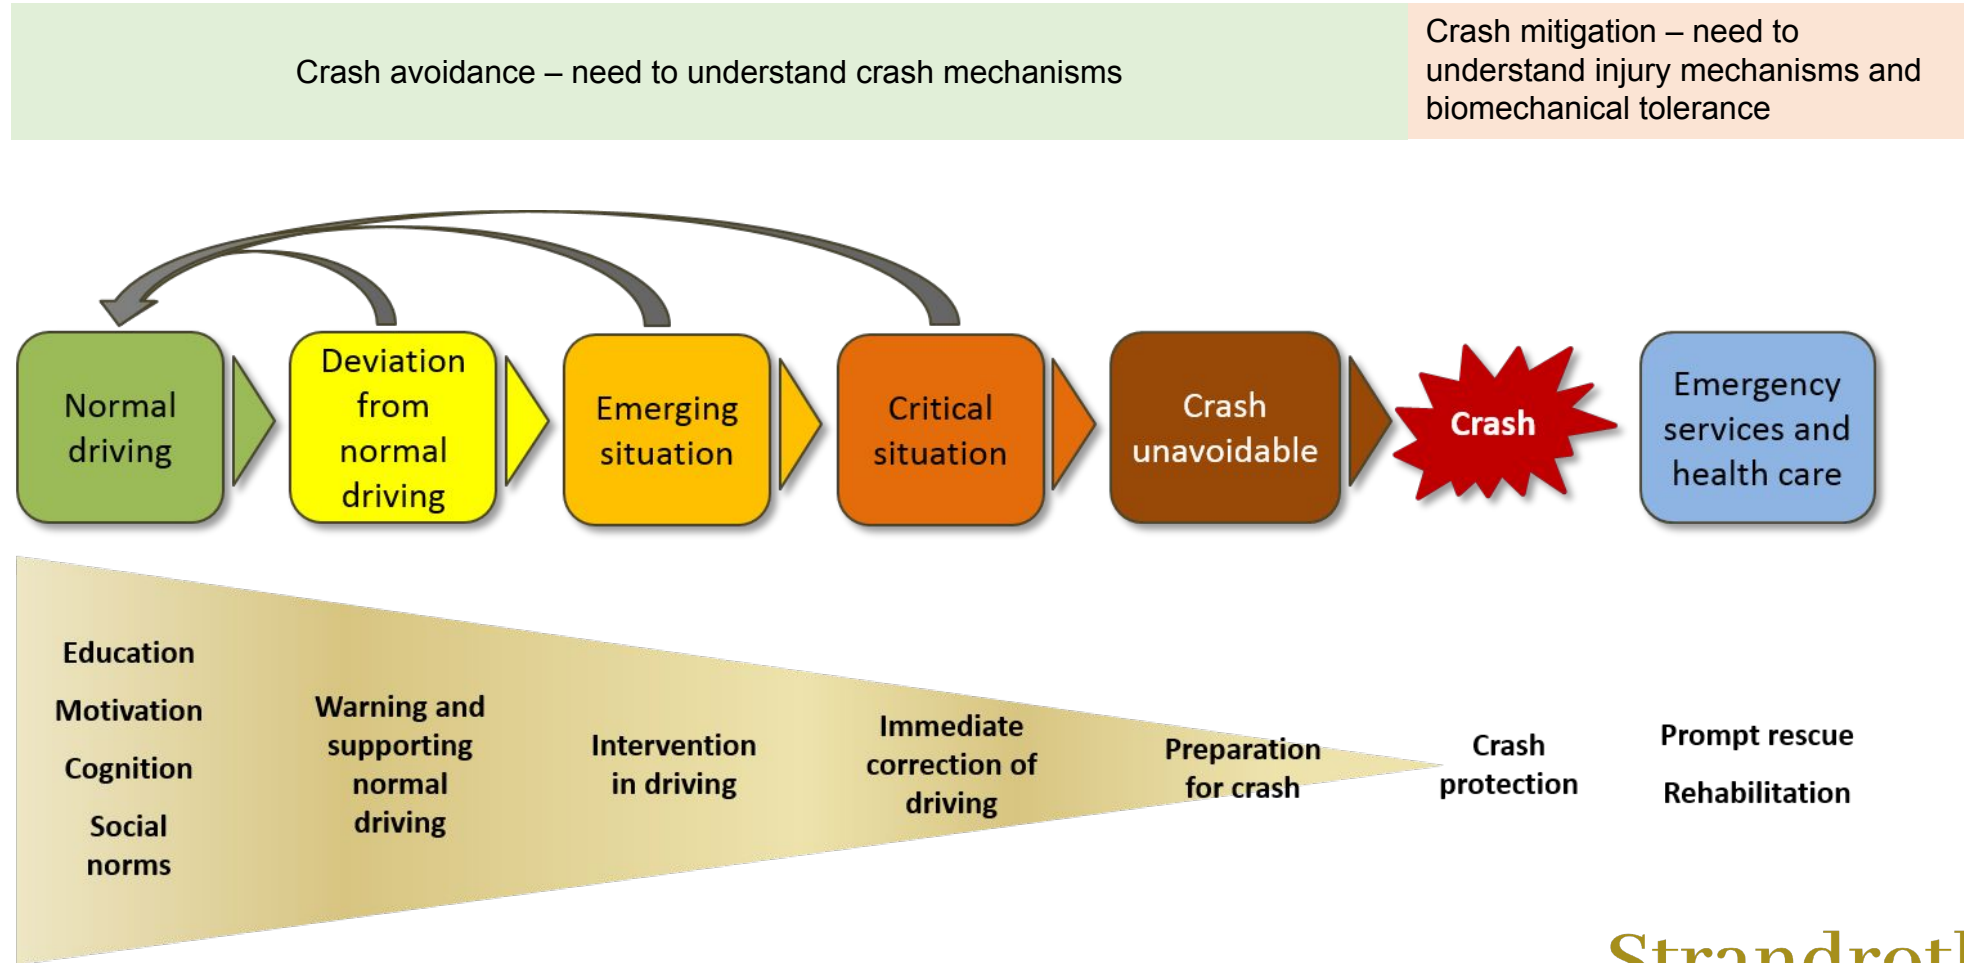 Crash avoidance – need to understand crash mechanisms
Crash mitigation – need to
understand injury mechanisms and
biomechanical tolerance
Normal
driving
Deviation
from
normal
driving
Emerging
situation
Critical
situation
Crash
unavoidable
Crash
Emergency
services and
health care
Education
Motivation
Cognition
Social
norms
Warning and
supporting
normal
driving
Intervention
in driving
Immediate
correction of
driving
Preparation
for crash
Crash
protection
Prompt rescue
Rehabilitation